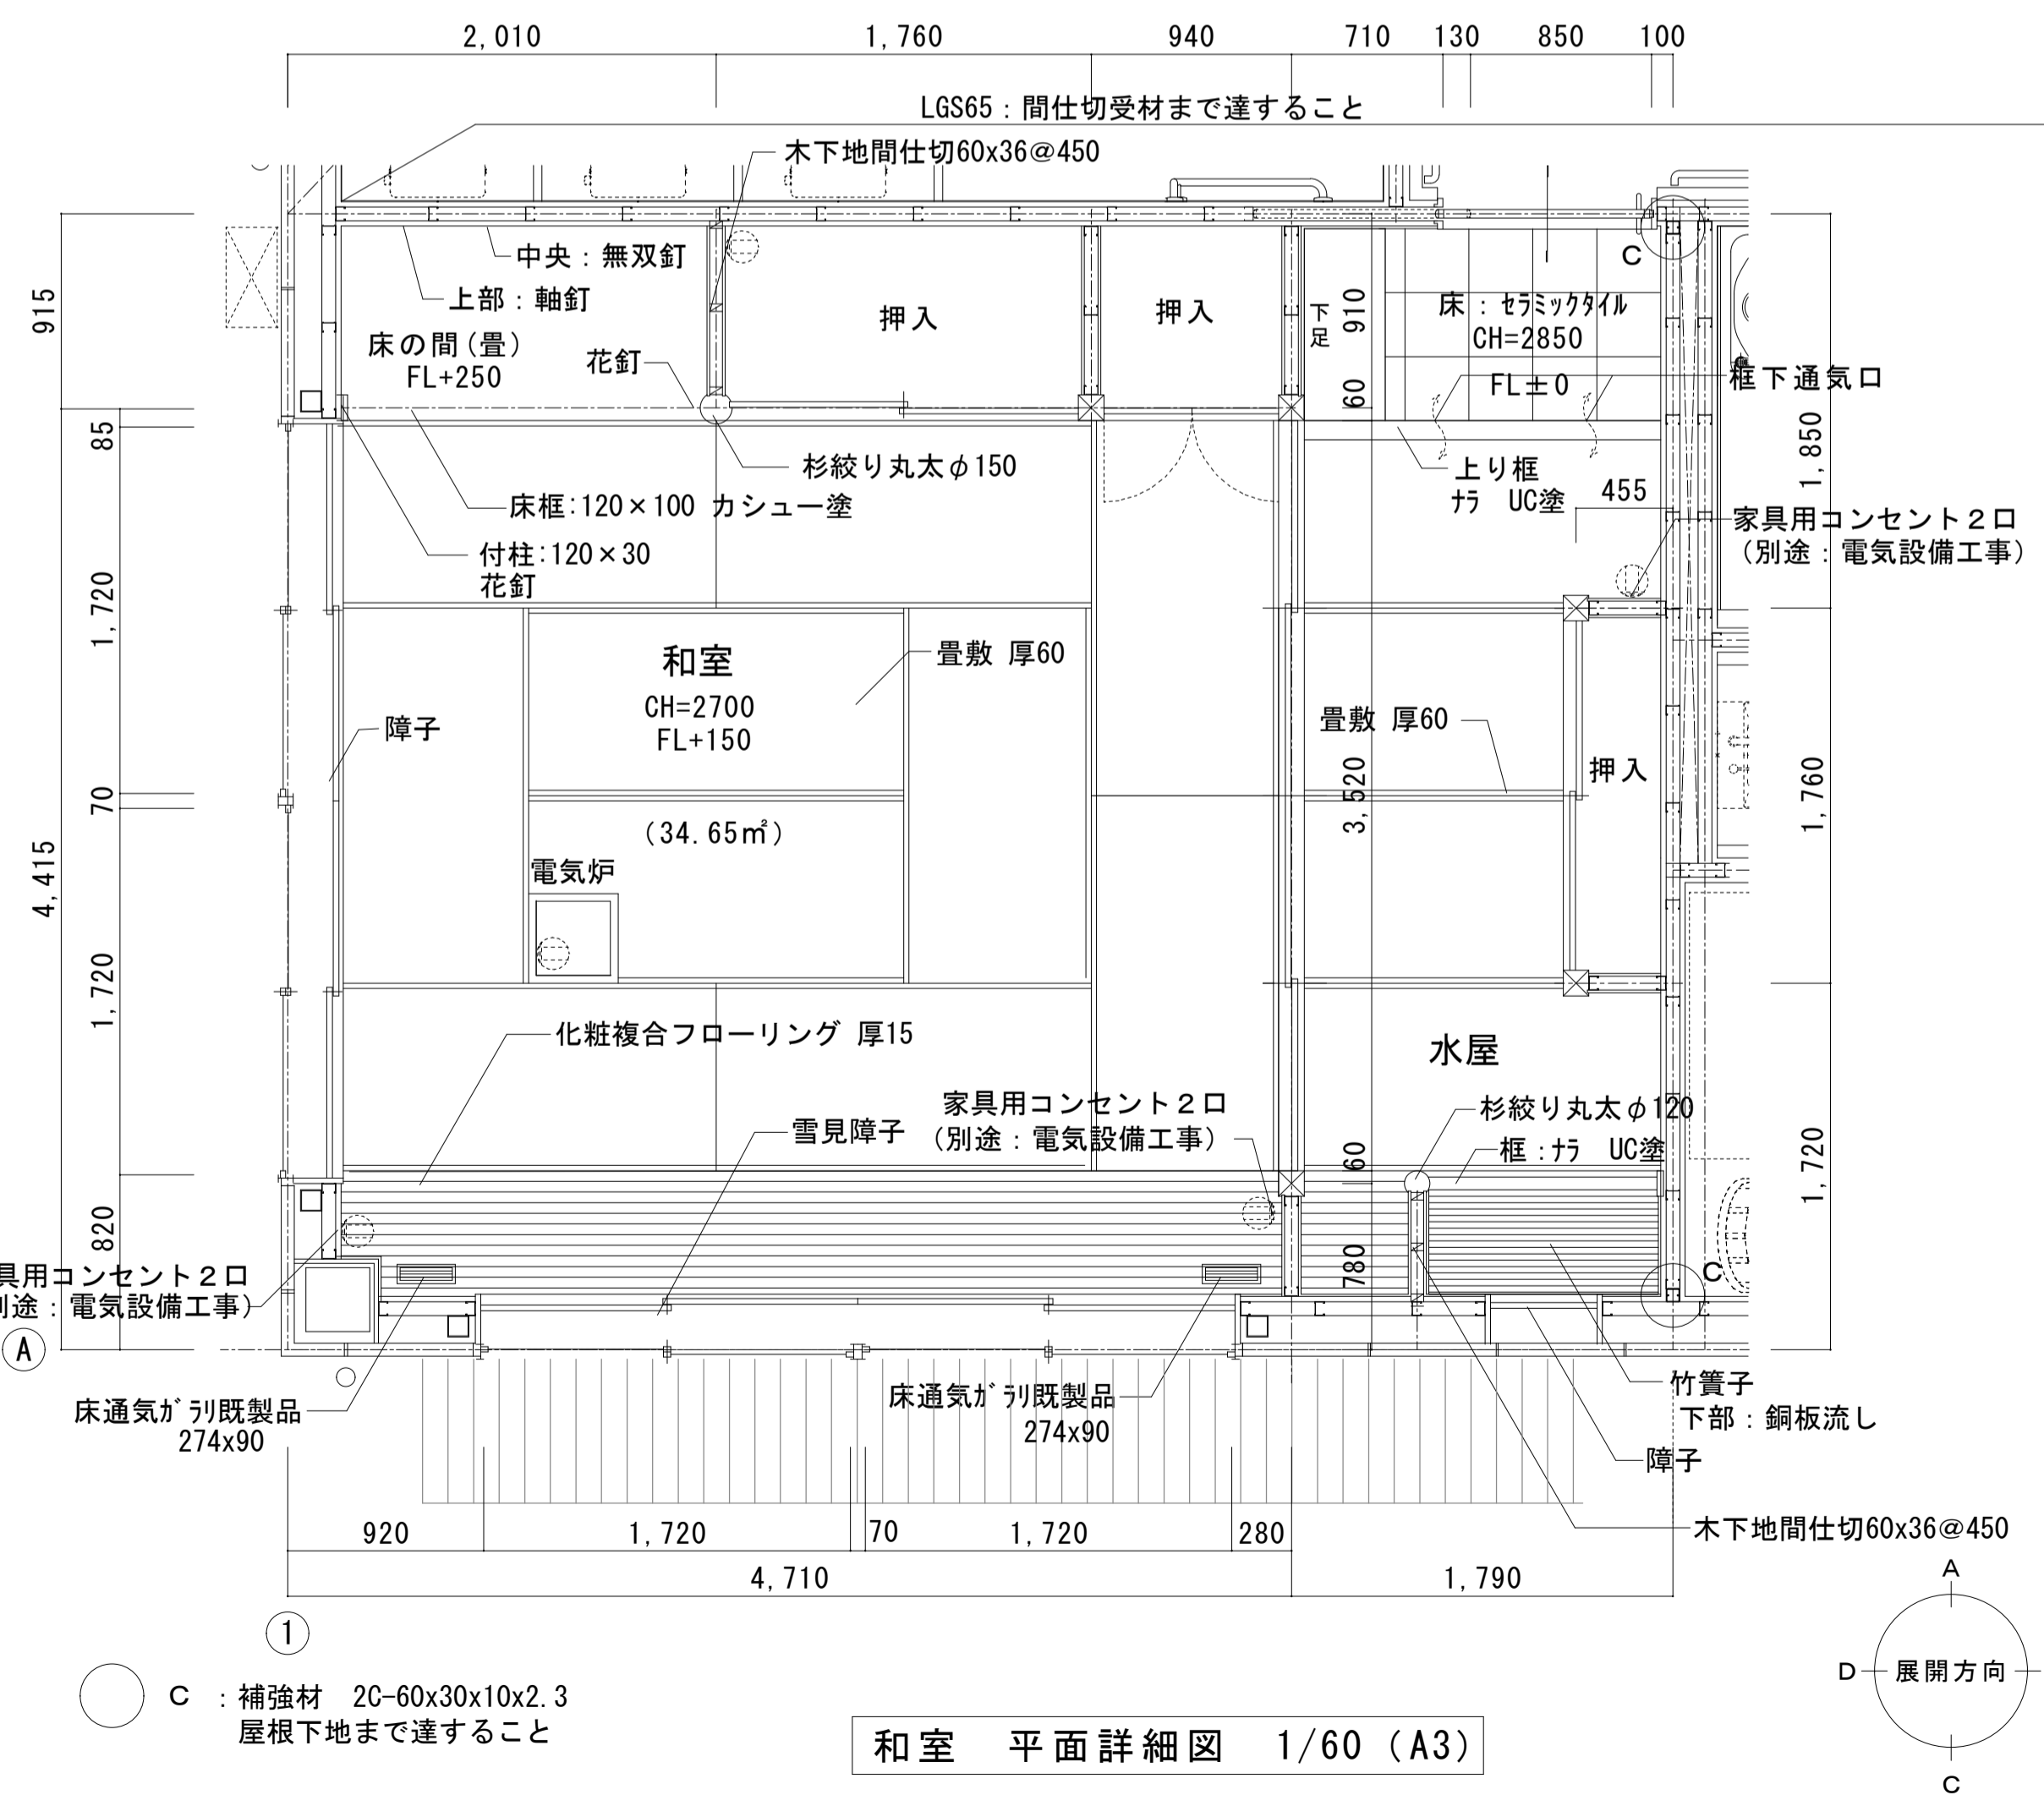 2,010
1,760
940
710
130
850
100
LGS65：間仕切受材まで達すること
木下地間仕切60x36@450
中央：無双釘
上部：軸釘
床の間(畳)
FL+250
花釘
押入
押入
下足
910
床：セラミックタイル
CH=2850
FL±0
C
框下通気口
915
60
85
杉絞り丸太φ150
上り框
ナラ　UC塗
455
1,850
床框:120×100 カシュー塗
家具用コンセント２口
(別途：電気設備工事)
付柱:120×30
花釘
1,720
和室
CH=2700
FL+150
畳敷 厚60
障子
畳敷 厚60
押入
70
3,520
1,760
(34.65㎡)
電気炉
4,415
1,720
化粧複合フローリング 厚15
水屋
家具用コンセント２口
(別途：電気設備工事)
雪見障子
杉絞り丸太φ120
框:ナラ　UC塗
60
1,720
820
780
具用コンセント２口
途：電気設備工事)
C
A
床通気ガラリ既製品
274x90
床通気ガラリ既製品
274x90
竹簀子
下部：銅板流し
障子
920
1,720
70
1,720
280
木下地間仕切60x36@450
4,710
1,790
1
A
D
展開方向
C
C ：補強材　2C-60x30x10x2.3
屋根下地まで達すること
和室　平面詳細図　1/60 (A3)